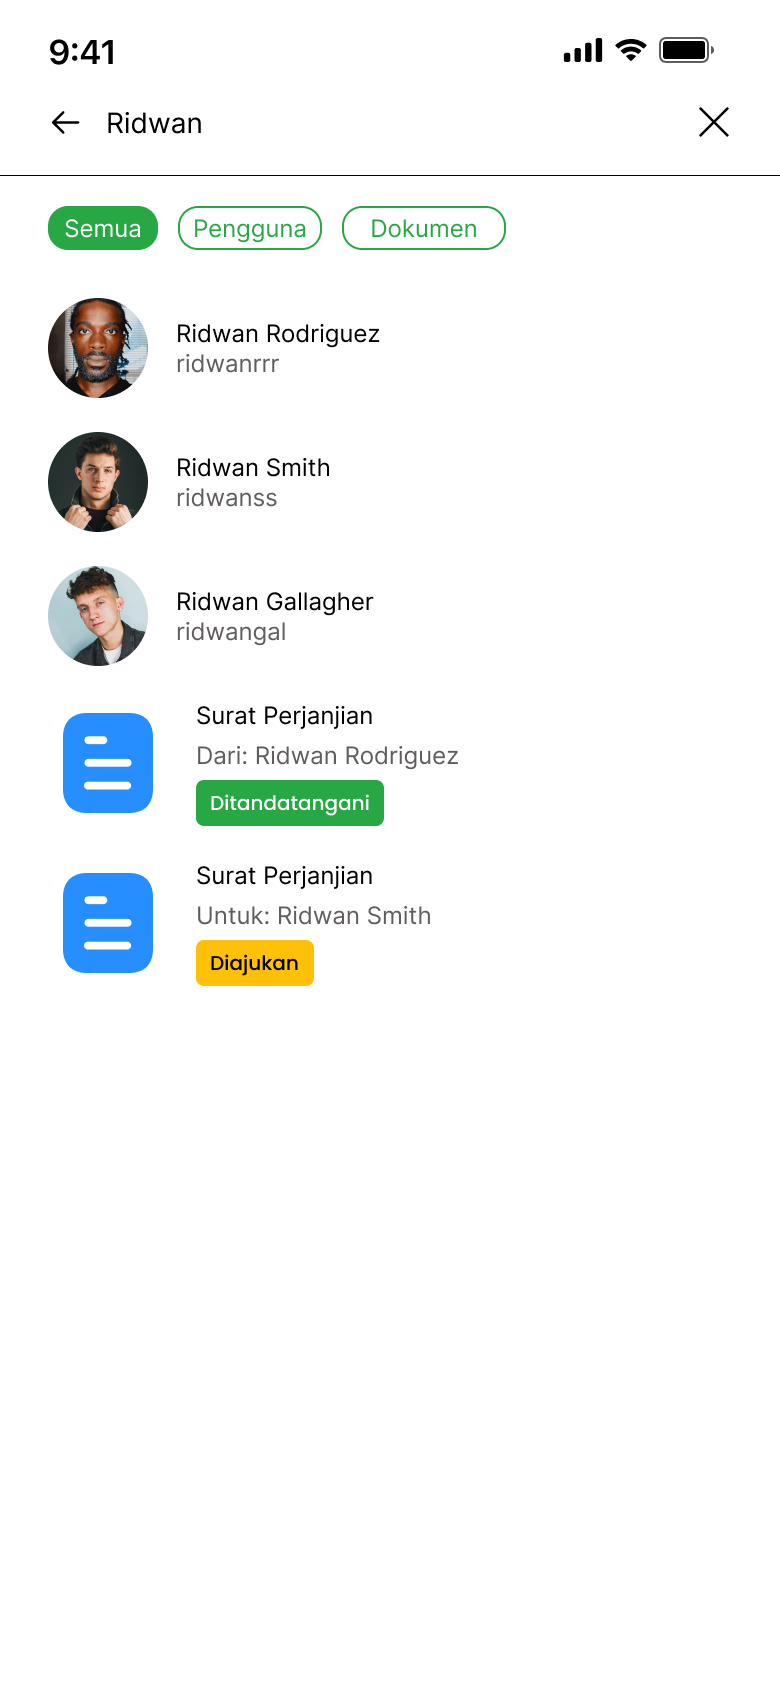 9:41
Ridwan
Semua Pengguna Dokumen
Ridwan Rodriguez
ridwanrrr
Ridwan Smith
ridwanss
Ridwan Gallagher
ridwangal
Surat Perjanjian
Dari: Ridwan Rodriguez
Ditandatangani
Surat Perjanjian
Untuk: Ridwan Smith
Diajukan